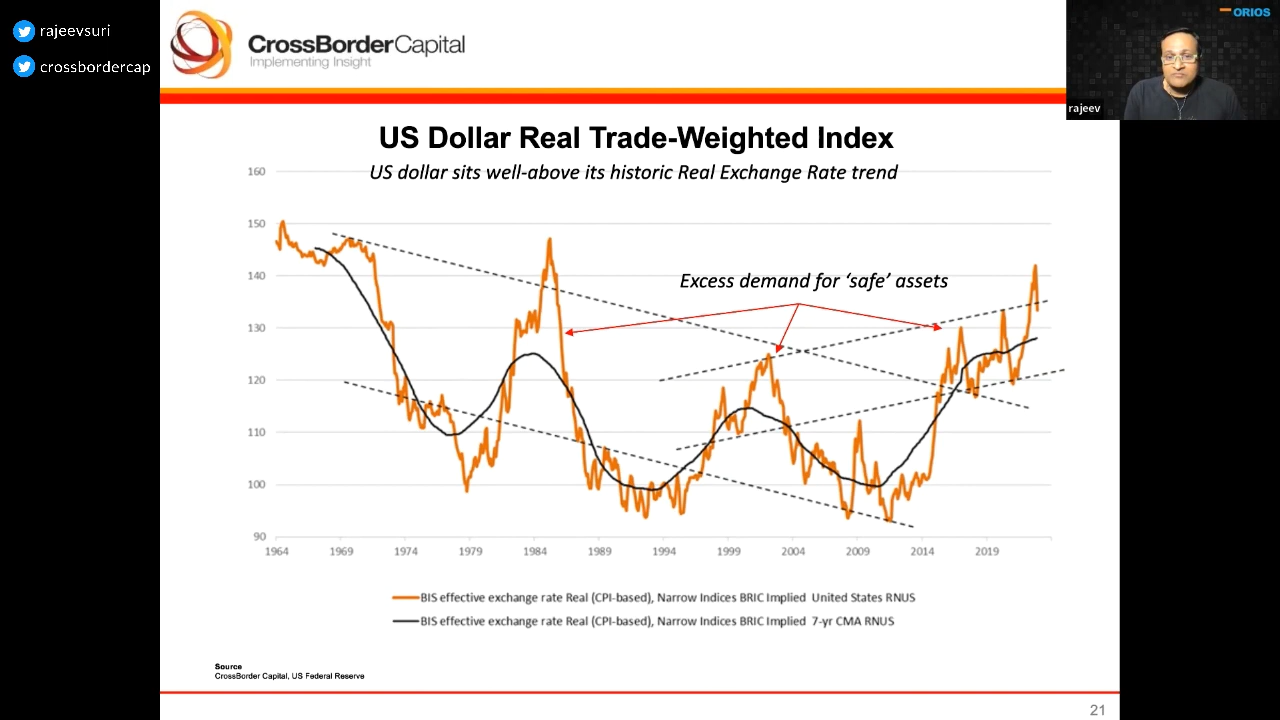 rajeevsuri
crossbordercap
CrossBorderCapital
Implementing Insight
ORIOS
rajeev
US Dollar Real Trade-Weighted Index
US dollar sits well-above its historic Real Exchange Rate trend
160
150
140
130
120
110
100
90
Excess demand for ‘safe’ assets
1964 1969 1974 1979 1984 1989 1994 1999 2004 2009 2014 2019
BIS effective exchange rate Real (CPI-based), Narrow Indices BRIC Implied United States RNUS
BIS effective exchange rate Real (CPI-based), Narrow Indices BRIC Implied 7-yr CMA RNUS
Source
CrossBorder Capital, US Federal Reserve
21